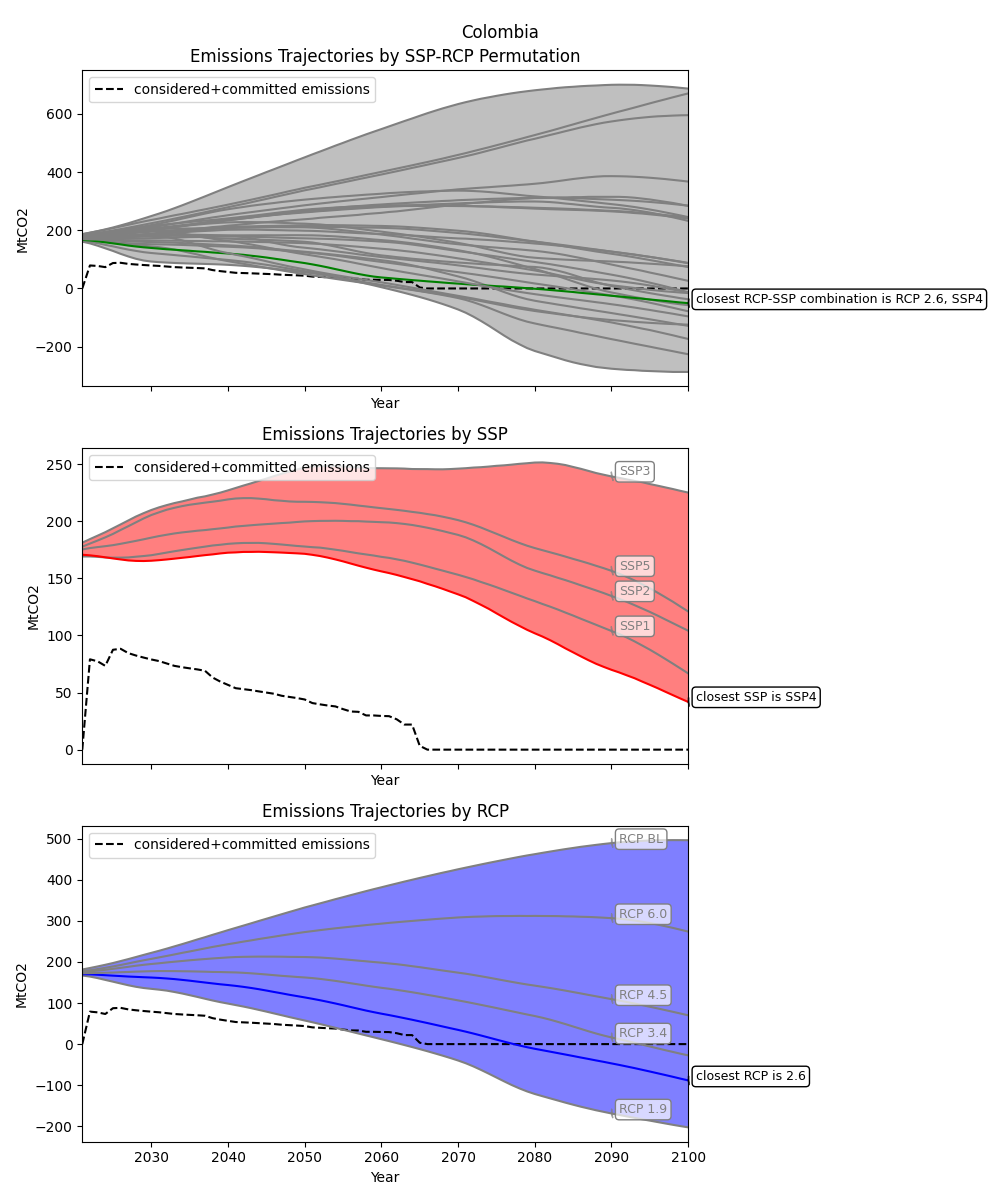 Colombia
Emissions Trajectories by SSP-RCP Permutation
considered+committed emissions
600
400
200
0
−200
MtCO2
closest RCP-SSP combination is RCP 2.6, SSP4
Year
Emissions Trajectories by SSP
considered+committed emissions
250
200
150
100
50
0
MtCO2
SSP3
SSP5
SSP2
SSP1
closest SSP is SSP4
Year
Emissions Trajectories by RCP
considered+committed emissions
500
400
300
200
100
0
−100
−200
MtCO2
RCP BL
RCP 6.0
RCP 4.5
RCP 3.4
closest RCP is 2.6
RCP 1.9
2030 2040 2050 2060 2070 2080 2090 2100
Year